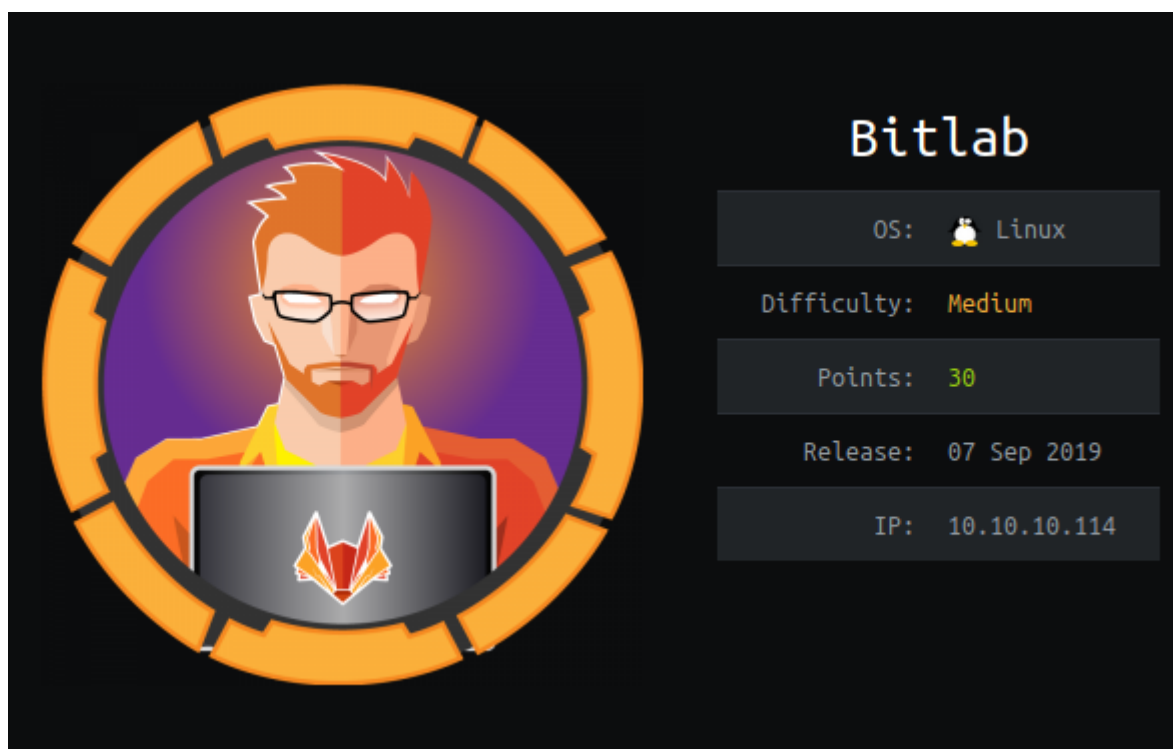 Bitlab
OS: Linux
Difficulty: Medium
Points: 30
Release: 07 Sep 2019
IP: 10.10.10.114